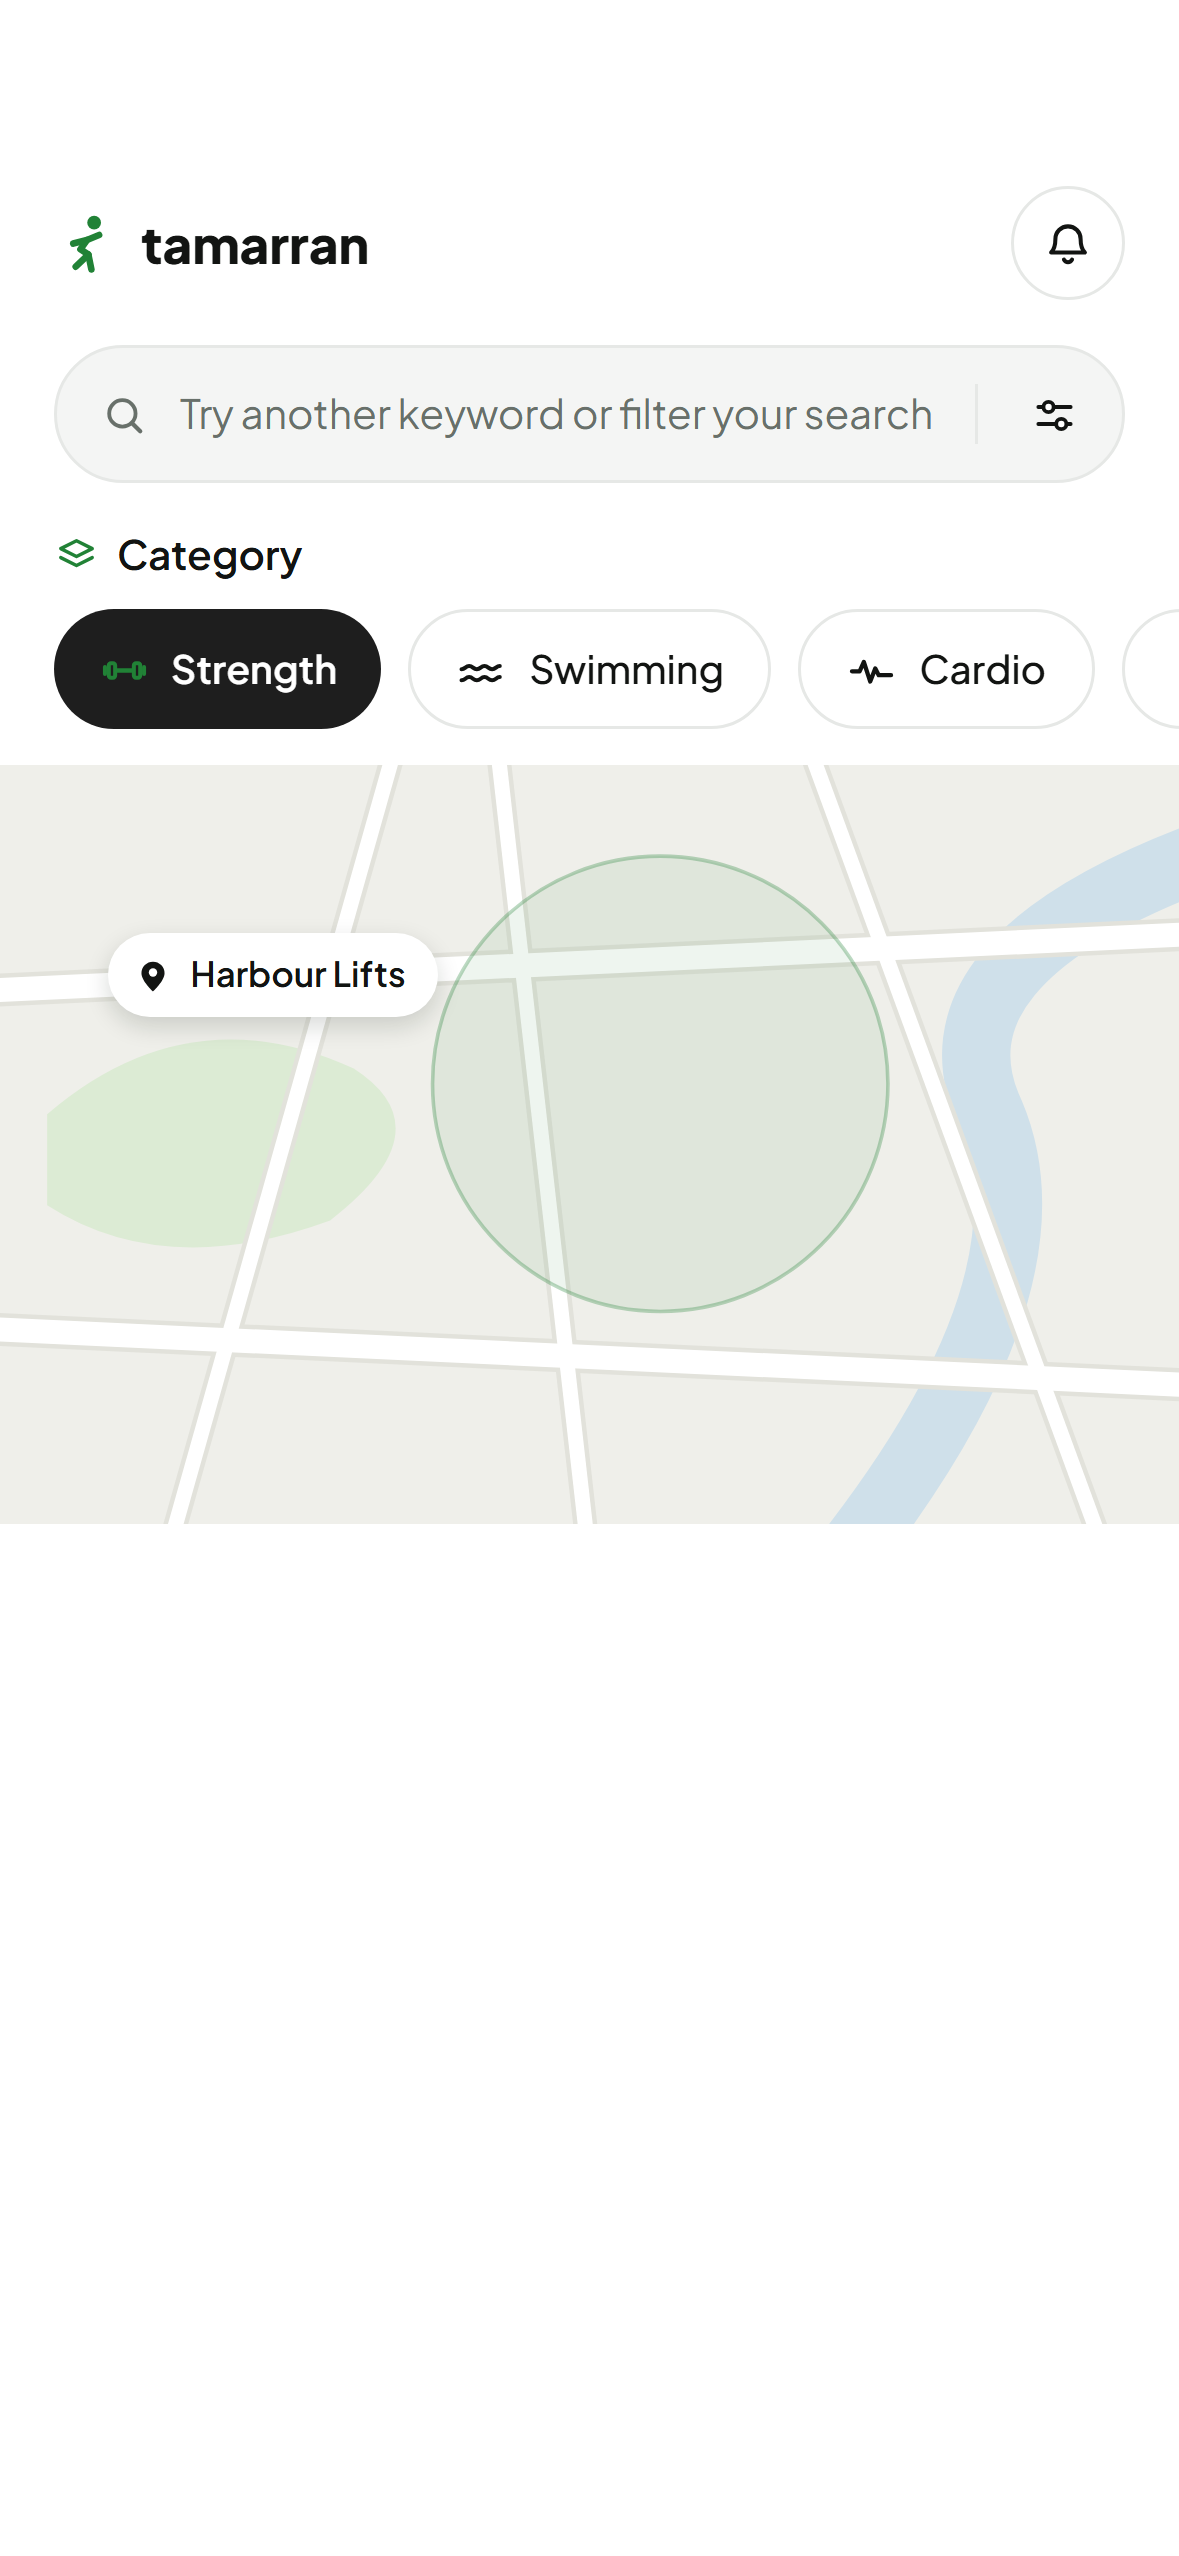 tamarran
Try another keyword or filter your search
Category
Strength
Swimming
Cardio
Harbour Lifts